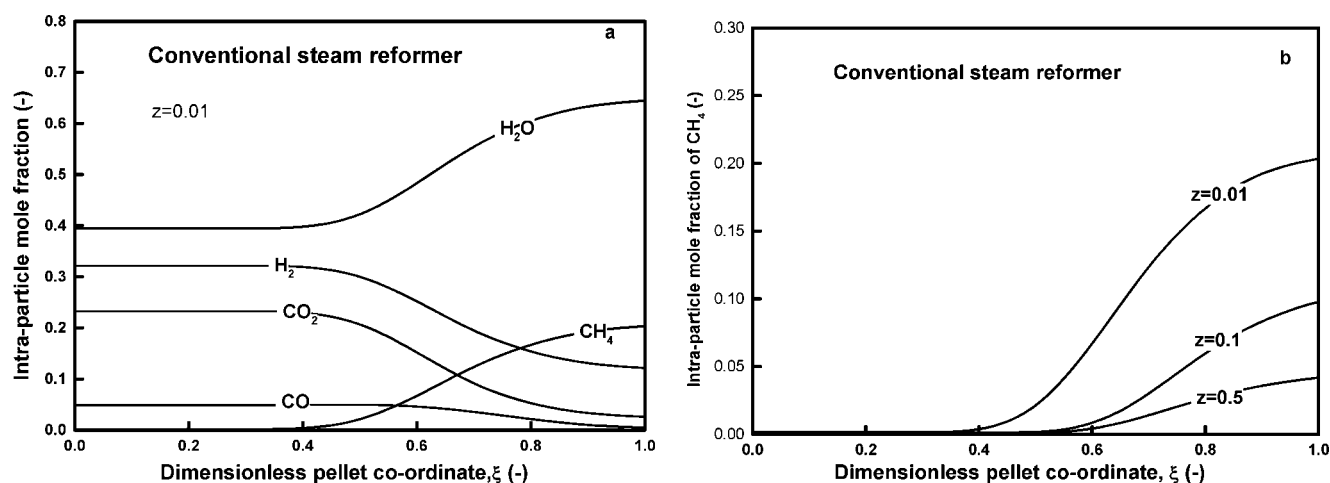 a
Conventional steam reformer
z=0.01
H₂O
H₂
CO₂
CH₄
CO
Intra-particle mole fraction (-)
0.8
0.7
0.6
0.5
0.4
0.3
0.2
0.1
0.0
0.0 0.2 0.4 0.6 0.8 1.0
Dimensionless pellet co-ordinate,ξ (-)
b
Conventional steam reformer
z=0.01
z=0.1
z=0.5
Intra-particle mole fraction of CH₄ (-)
0.30
0.25
0.20
0.15
0.10
0.05
0.00
0.0 0.2 0.4 0.6 0.8 1.0
Dimensionless pellet co-ordinate, ξ (-)